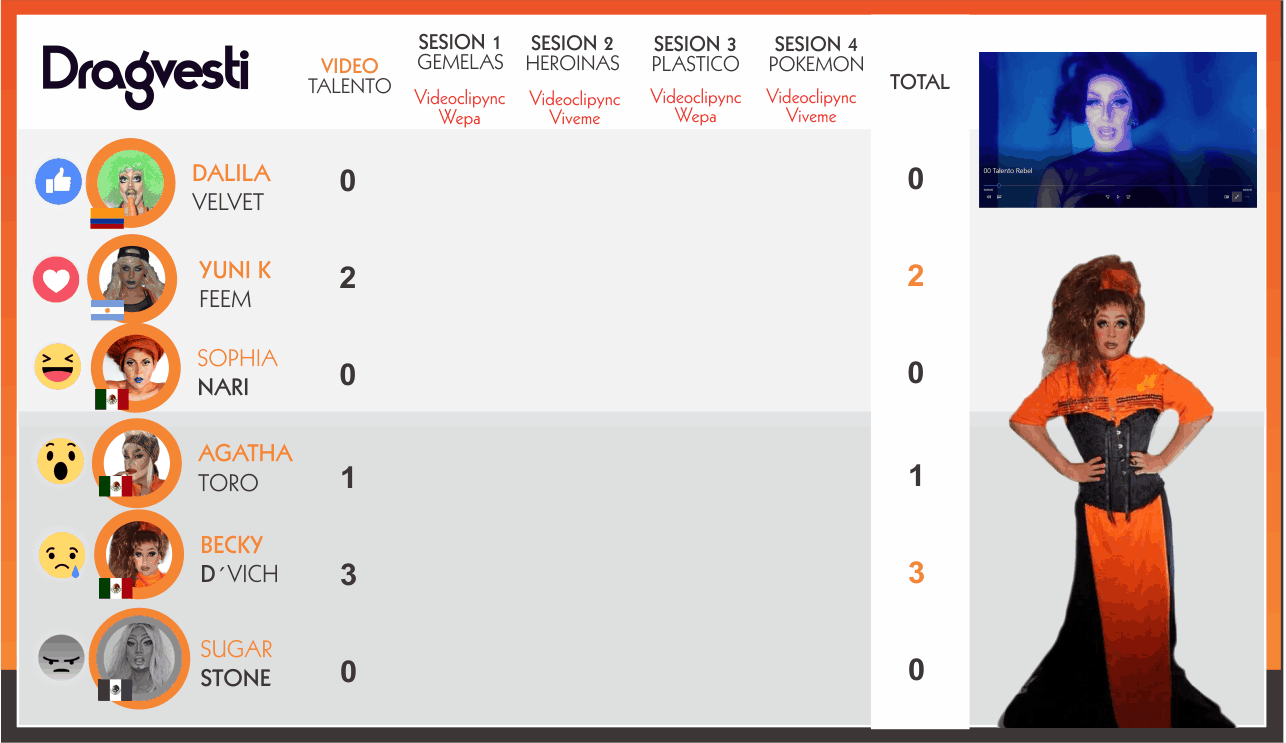 Dragvesti
VIDEO
TALENTO
SESION 1
GEMELAS
Videoclipync
Wepa
SESION 2
HEROINAS
Videoclipync
Viveme
SESION 3
PLASTICO
Videoclipync
Wepa
SESION 4
POKEMON
Videoclipync
Viveme
TOTAL
00 Talento Rebel
DALILA
VELVET
0
0
YUNI K
FEEM
2
2
SOPHIA
NARI
0
0
AGATHA
TORO
1
1
BECKY
D´VICH
3
3
SUGAR
STONE
0
0